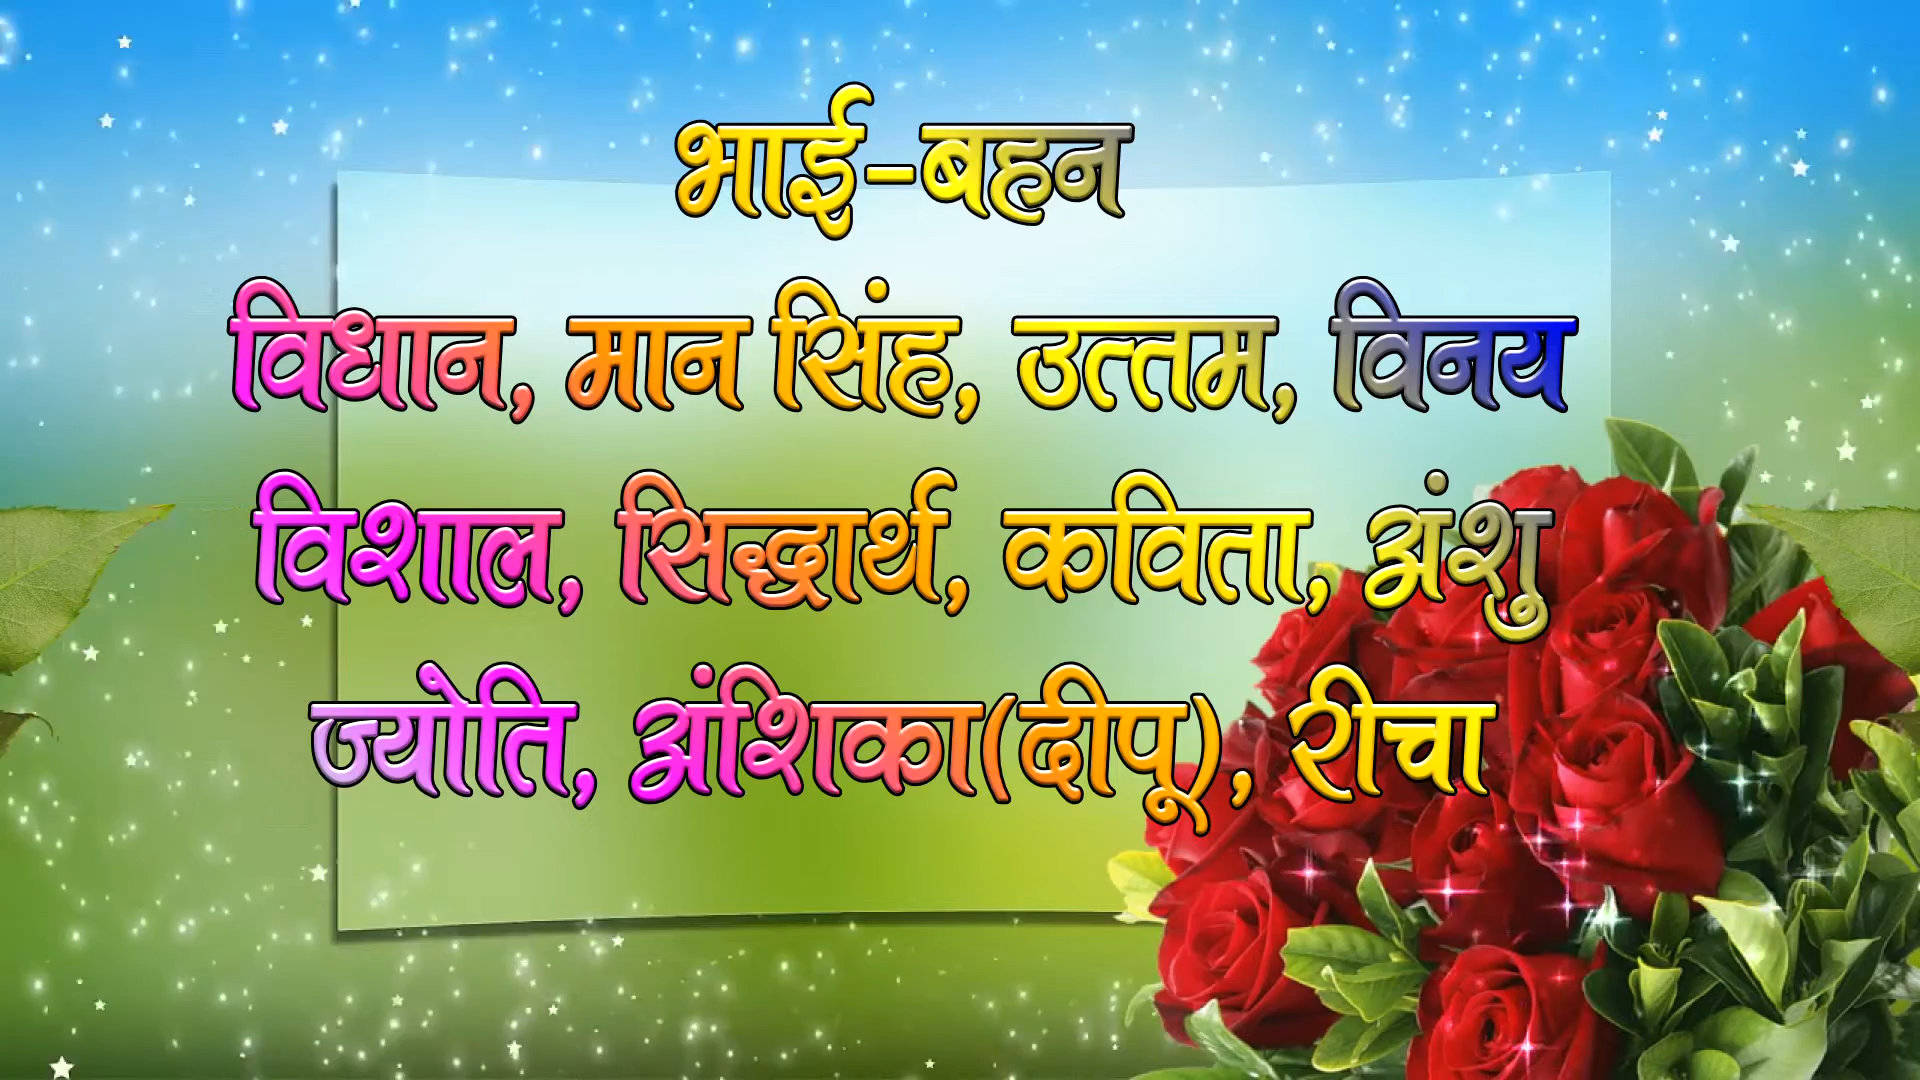 भाई-बहन
विधान, मान सिंह, उत्तम, विनय
विशाल, सिद्धार्थ, कविता, अंशु
ज्योति, अंशिका(दीपू), रीचा